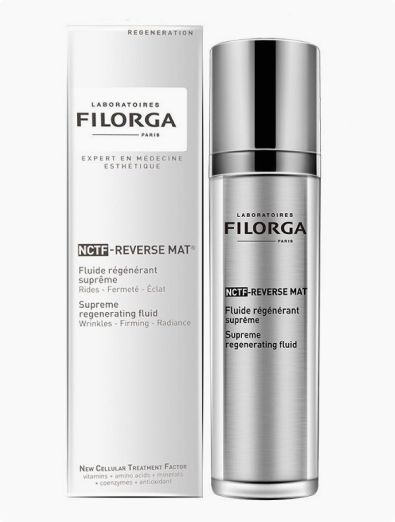 REGENERATION
LABORATOIRES
FILORGA
PARIS
EXPERT EN MÉDECINE
ESTHÉTIQUE
NCTF-REVERSE MAT®
Fluide régénérant
suprême
Rides - Fermeté - Éclat
Supreme
regenerating fluid
Wrinkles - Firming - Radiance
NEW CELLULAR TREATMENT FACTOR
vitamins + amino acids + minerals
+ coenzymes + antioxidant
LABORATOIRES
FILORGA
PARIS
NCTF-REVERSE MAT
Fluide régénérant
suprême
Supreme
regenerating fluid